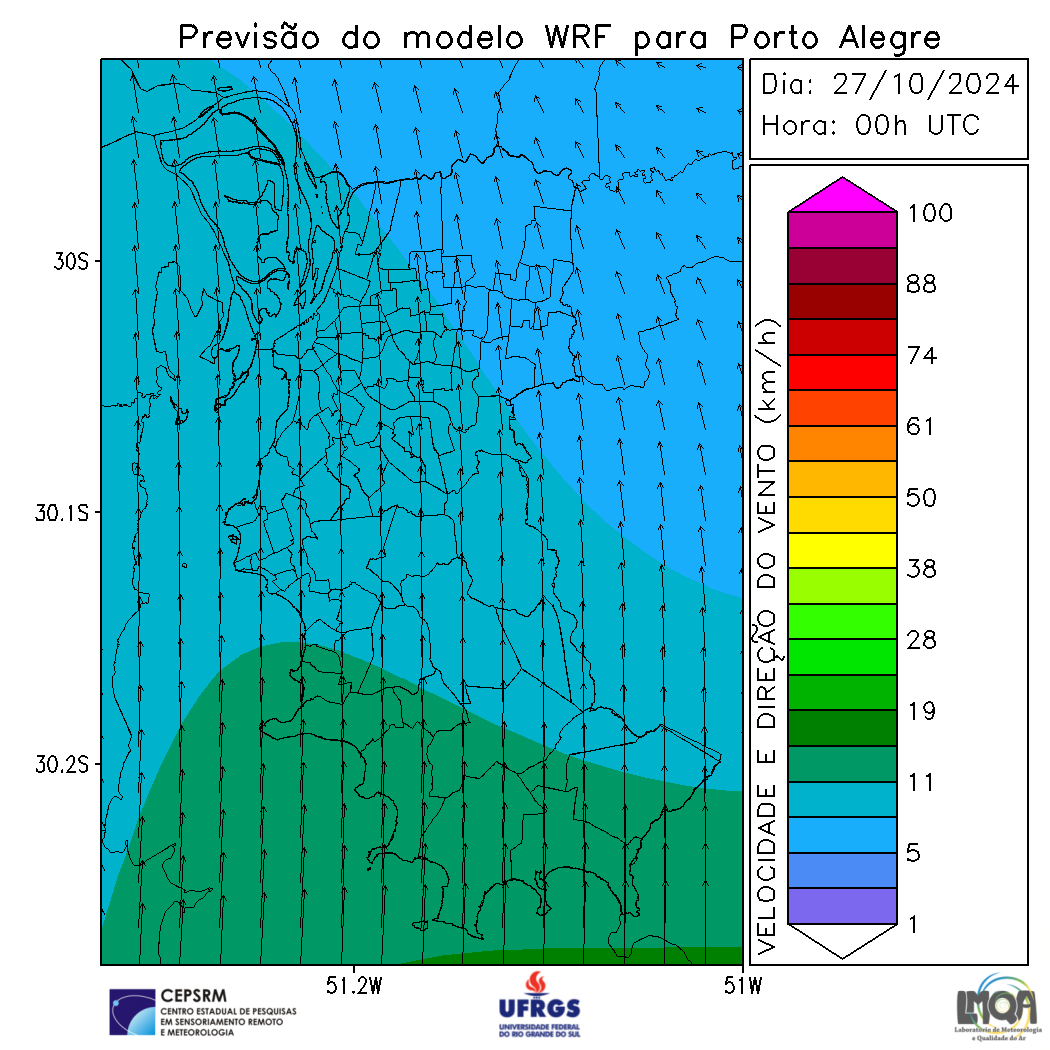 Previsão do modelo WRF para Porto Alegre
Dia: 27/10/2024
Hora: 00h UTC
30S
30.1S
30.2S
51.2W
51W
VELOCIDADE E DIREÇÃO DO VENTO (km/h)
100
88
74
61
50
38
28
19
11
5
1
CEPSRM
CENTRO ESTADUAL DE PESQUISAS
EM SENSORIAMENTO REMOTO
E METEOROLOGIA
UFRGS
UNIVERSIDADE FEDERAL
DO RIO GRANDE DO SUL
LMQA
Laboratório de Meteorologia
e Qualidade do Ar